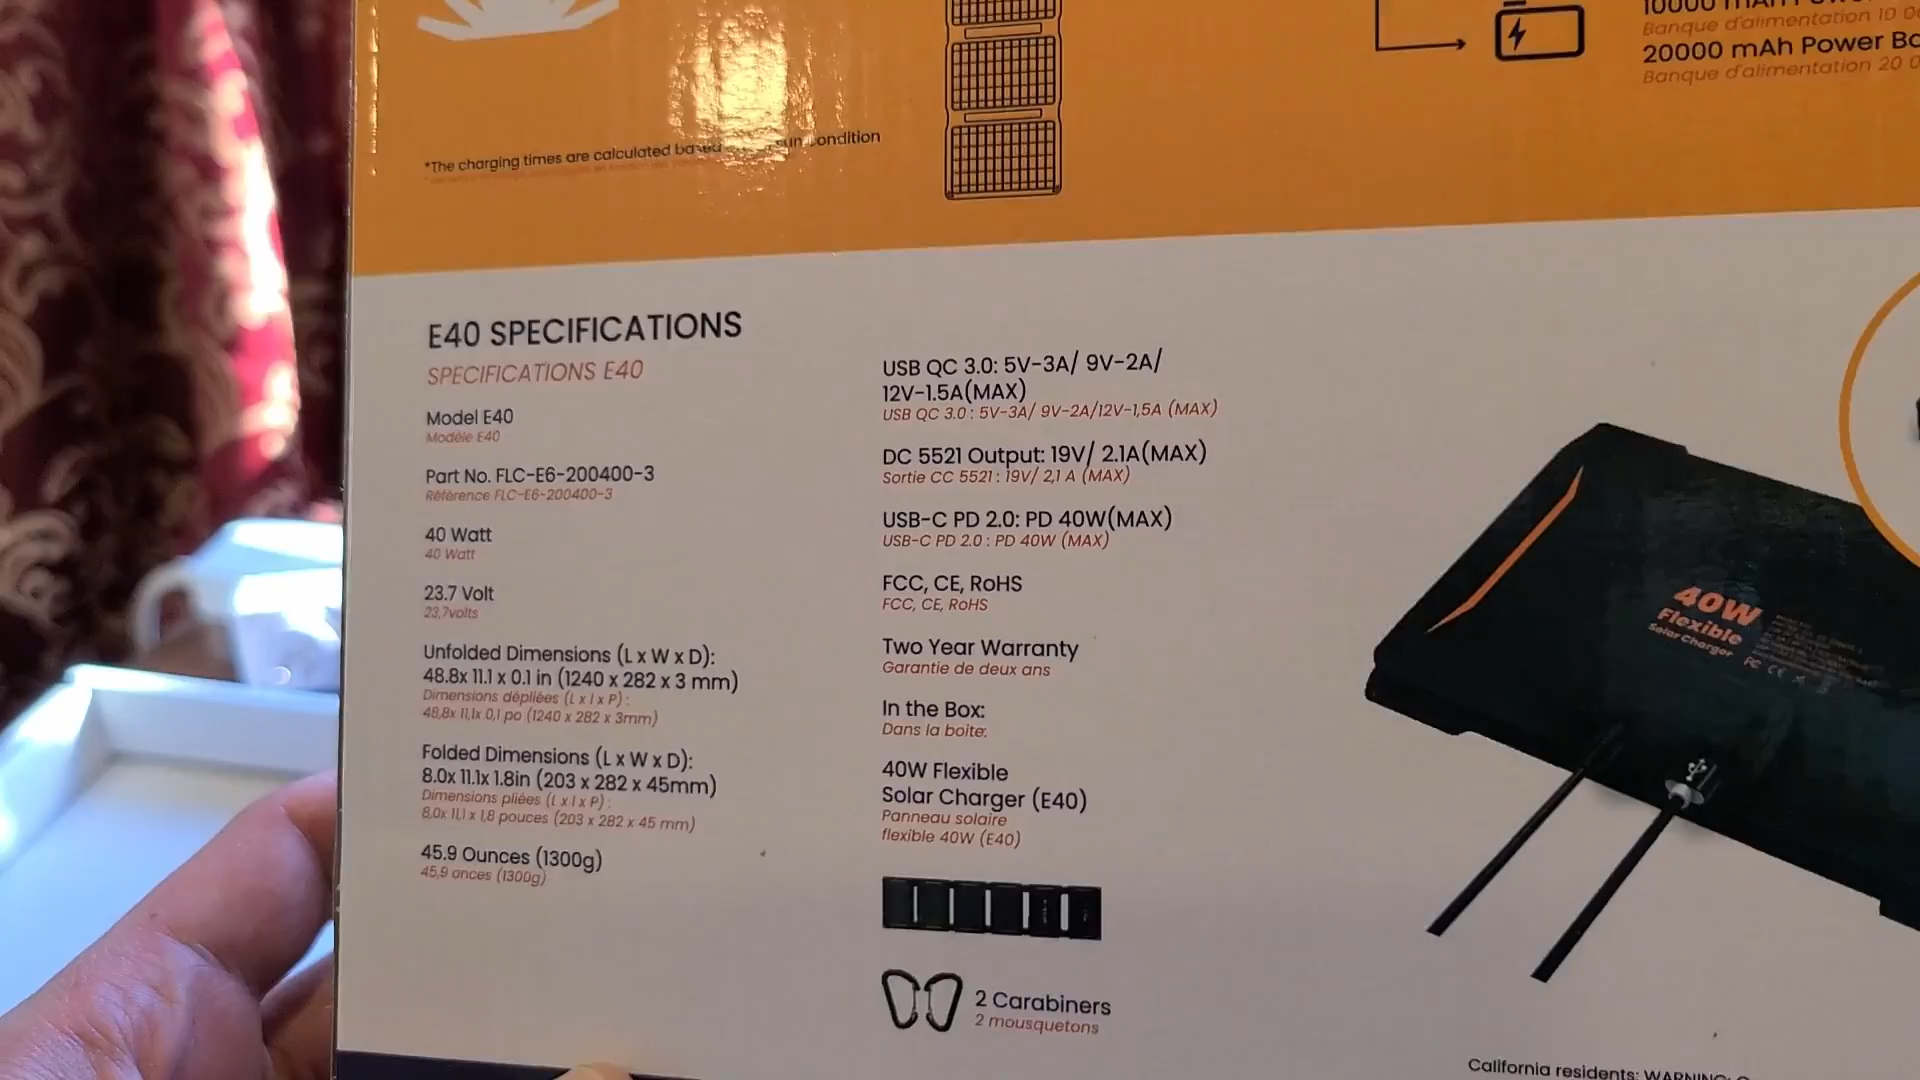 10000 mAh
Banque d'alimentation 10
20000 mAh Power
Banque d'alimentation 20
*The charging times are calculated based sun condition
E40 SPECIFICATIONS
SPECIFICATIONS E40
Model E40
Modèle E40
Part No. FLC-E6-200400-3
Référence FLC-E6-200400-3
40 Watt
40 Watt
23.7 Volt
23,7volts
Unfolded Dimensions (L x W x D):
48.8x 11.1 x 0.1 in (1240 x 282 x 3 mm)
Dimensions dépliées (L x l x P) :
48,8x 11,1x 0,1 po (1240 x 282 x 3mm)
Folded Dimensions (L x W x D):
8.0x 11.1x 1.8in (203 x 282 x 45mm)
Dimensions pliées (L x l x P) :
8,0x 11,1 x 1,8 pouces (203 x 282 x 45 mm)
45.9 Ounces (1300g)
45,9 onces (1300g)
USB QC 3.0: 5V-3A/ 9V-2A/
12V-1.5A(MAX)
USB QC 3.0 : 5V-3A/ 9V-2A/12V-1,5A (MAX)
DC 5521 Output: 19V/ 2.1A(MAX)
Sortie CC 5521 : 19V/ 2,1 A (MAX)
USB-C PD 2.0: PD 40W(MAX)
USB-C PD 2.0 : PD 40W (MAX)
FCC, CE, RoHS
FCC, CE, RoHS
Two Year Warranty
Garantie de deux ans
In the Box:
Dans la boite:
40W Flexible
Solar Charger (E40)
Panneau solaire
flexible 40W (E40)
2 Carabiners
2 mousquetons
40W
Flexible
Solar Charger
FC CE
California residents: WARNING: